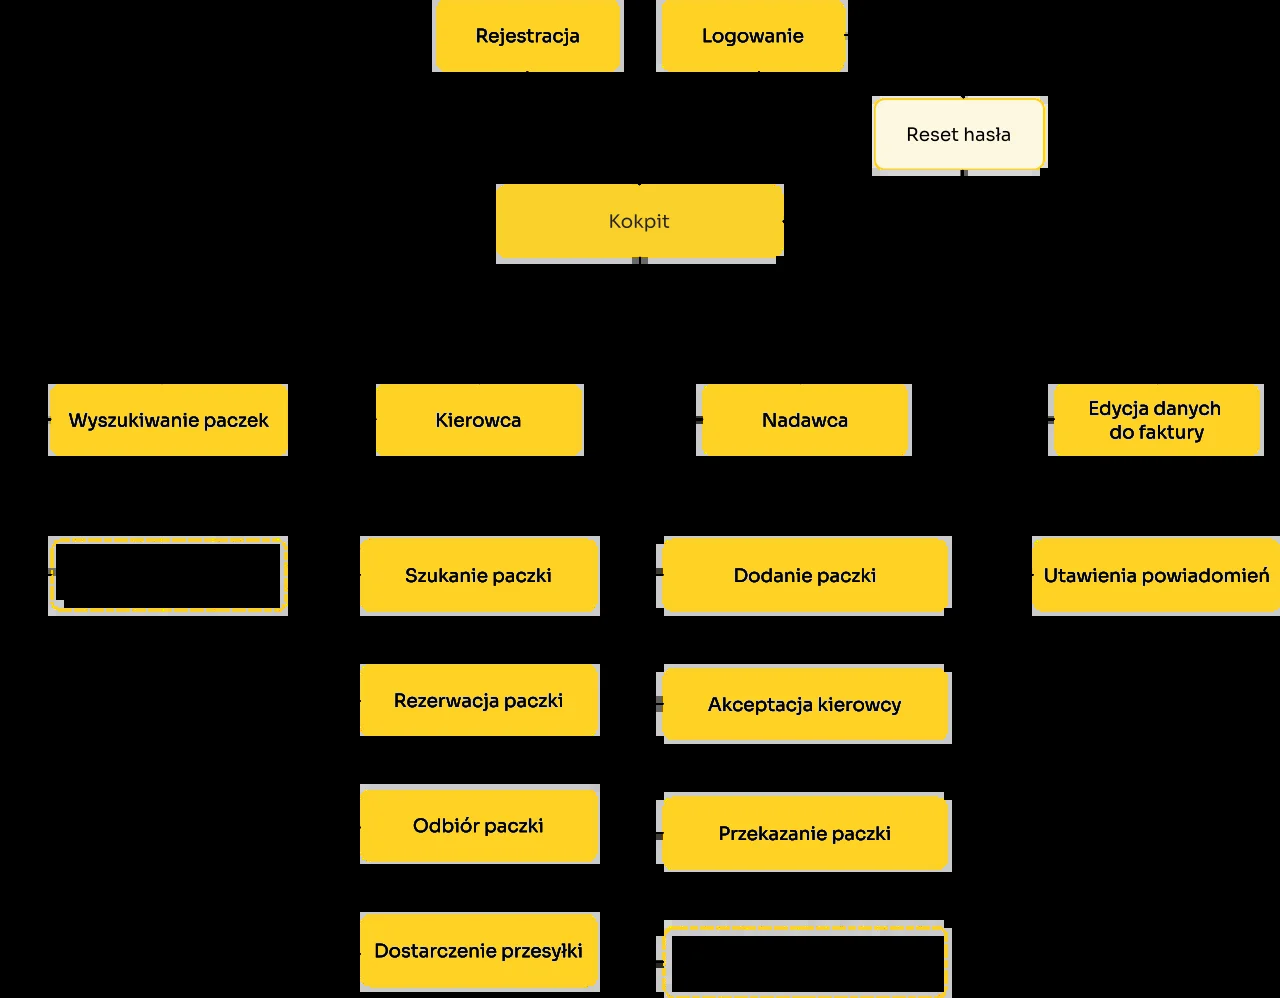 Rejestracja
Logowanie
Reset hasła
Kokpit
Wyszukiwanie paczek
Kierowca
Nadawca
Edycja danych
do faktury
Szukanie paczki
Dodanie paczki
Utawienia powiadomień
Rezerwacja paczki
Akceptacja kierowcy
Odbiór paczki
Przekazanie paczki
Dostarczenie przesyłki